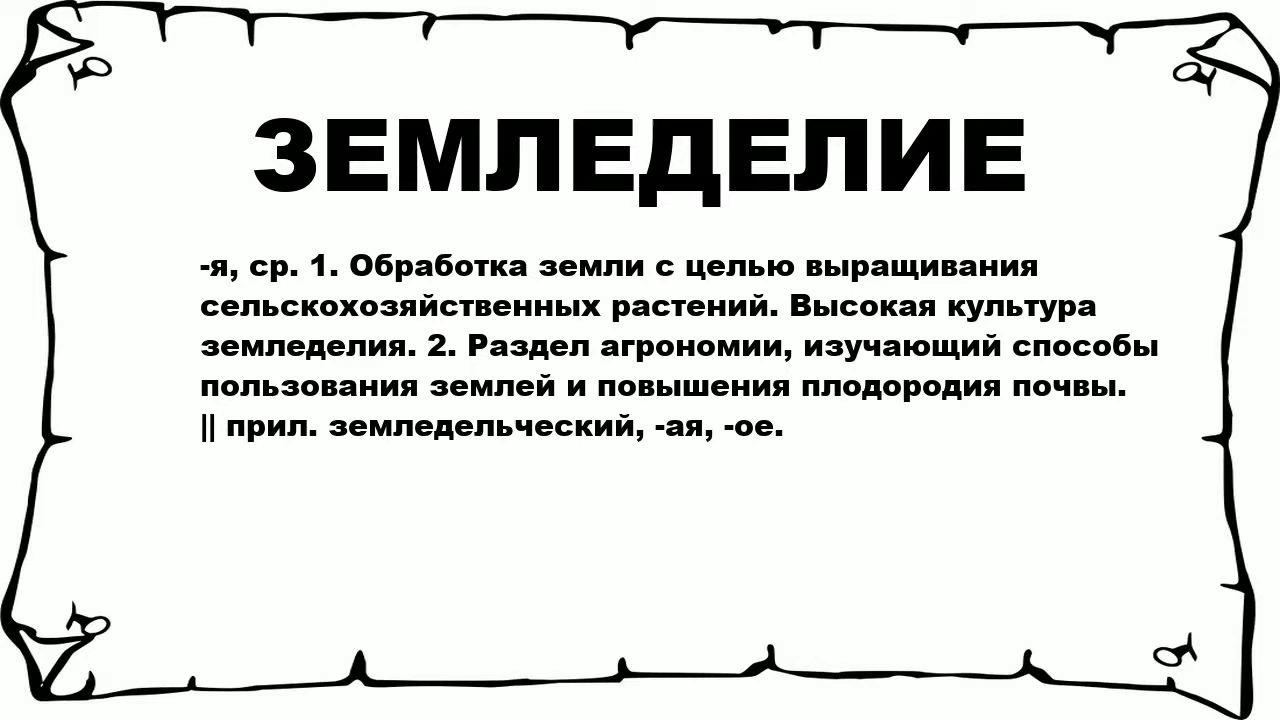 ЗЕМЛЕДЕЛИЕ
-я, ср. 1. Обработка земли с целью выращивания
сельскохозяйственных растений. Высокая культура
земледелия. 2. Раздел агрономии, изучающий способы
пользования землей и повышения плодородия почвы.
|| прил. земледельческий, -ая, -ое.